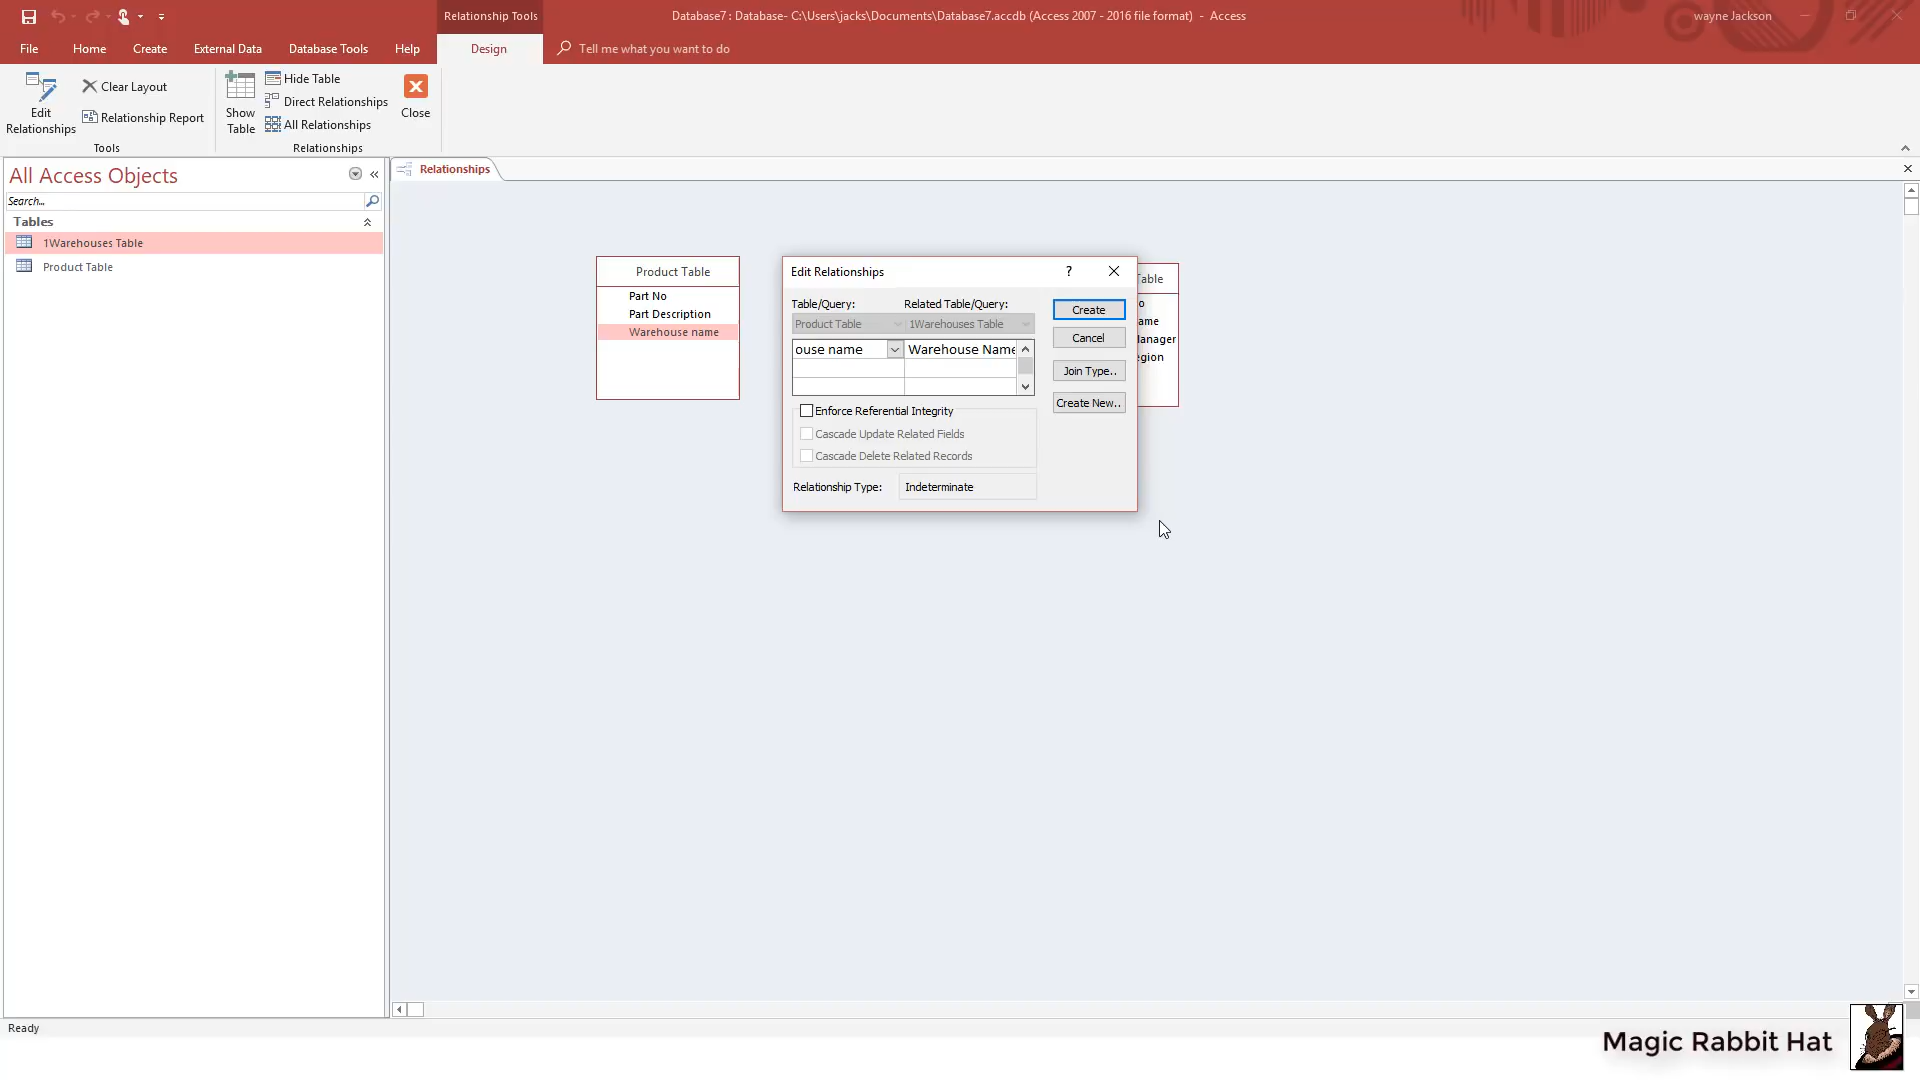 Relationship Tools
Database7 : Database- C:\Users\jacks\Documents\Database7.accdb (Access 2007 - 2016 file format) - Access
wayne Jackson
File Home Create External Data Database Tools Help Design Tell me what you want to do
Edit Relationships
Clear Layout
Relationship Report
Tools
Show Table
Hide Table
Direct Relationships
All Relationships
Close
Relationships
All Access Objects
Search...
Tables
1Warehouses Table
Product Table
Relationships
Product Table
Part No
Part Description
Warehouse name
Edit Relationships
?
Table/Query: Related Table/Query:
Product Table 1Warehouses Table
ouse name Warehouse Name
Enforce Referential Integrity
Cascade Update Related Fields
Cascade Delete Related Records
Relationship Type: Indeterminate
Create
Cancel
Join Type..
Create New..
Table
o
ame
Manager
egion
Ready
Magic Rabbit Hat